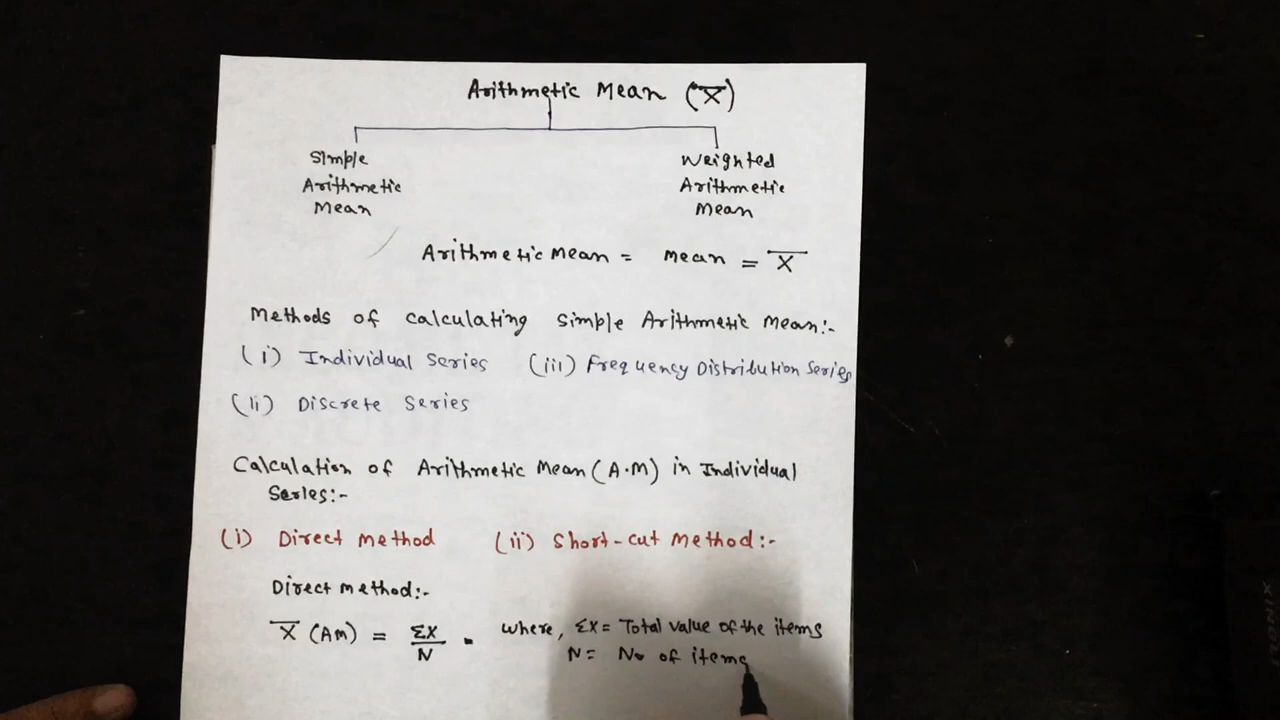 Arithmetic Mean (X̅)
Simple Arithmetic Mean
Weighted Arithmetic Mean
Arithmetic Mean = Mean = X̅
Methods of calculating Simple Arithmetic Mean:-
(i) Individual Series (iii) Frequency Distribution Series
(ii) Discrete Series
Calculation of Arithmetic Mean (A.M) in Individual
Series:-
(i) Direct method (ii) Short-cut Method:-
Direct method:-
X̅ (AM) = ΣX/N where, ΣX = Total value of the items
N = No of items